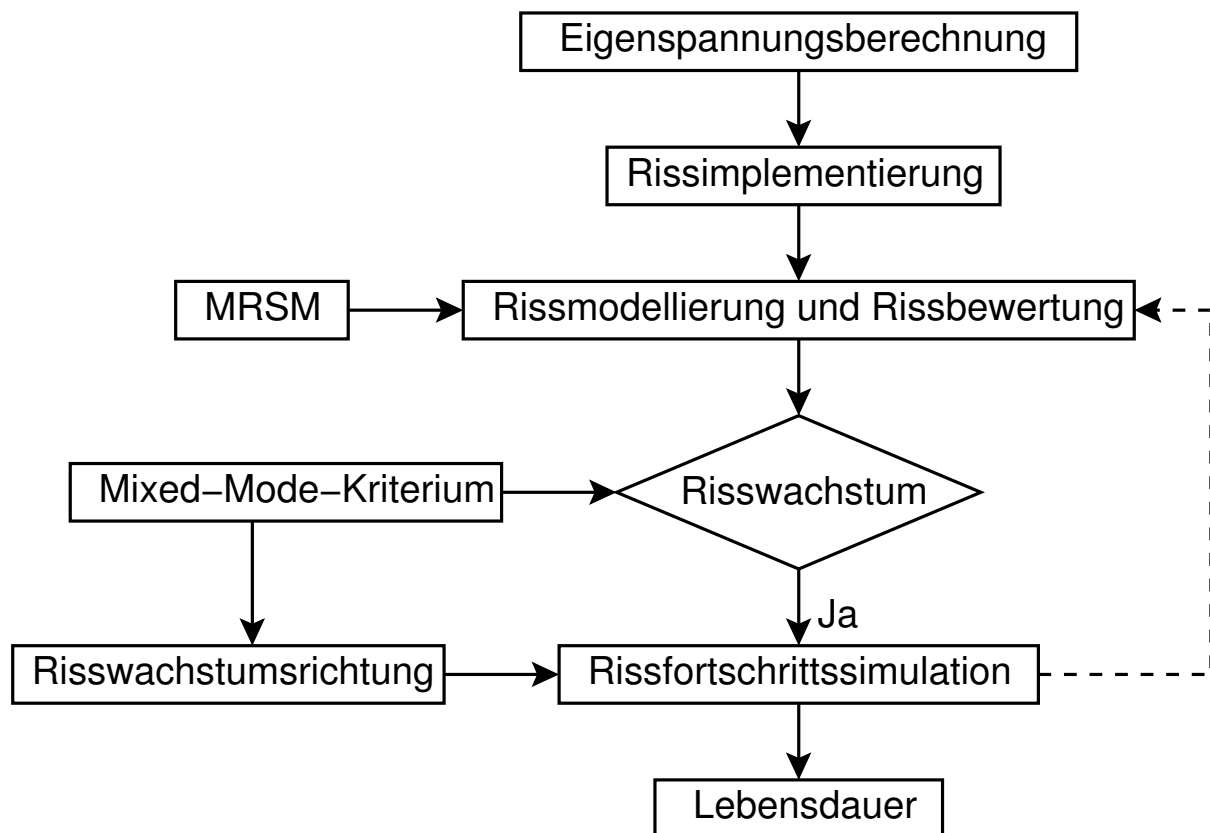 Eigenspannungsberechnung
Rissimplementierung
MRSM
Rissmodellierung und Rissbewertung
Mixed−Mode−Kriterium
Risswachstum
Ja
Risswachstumsrichtung
Rissfortschrittssimulation
Lebensdauer